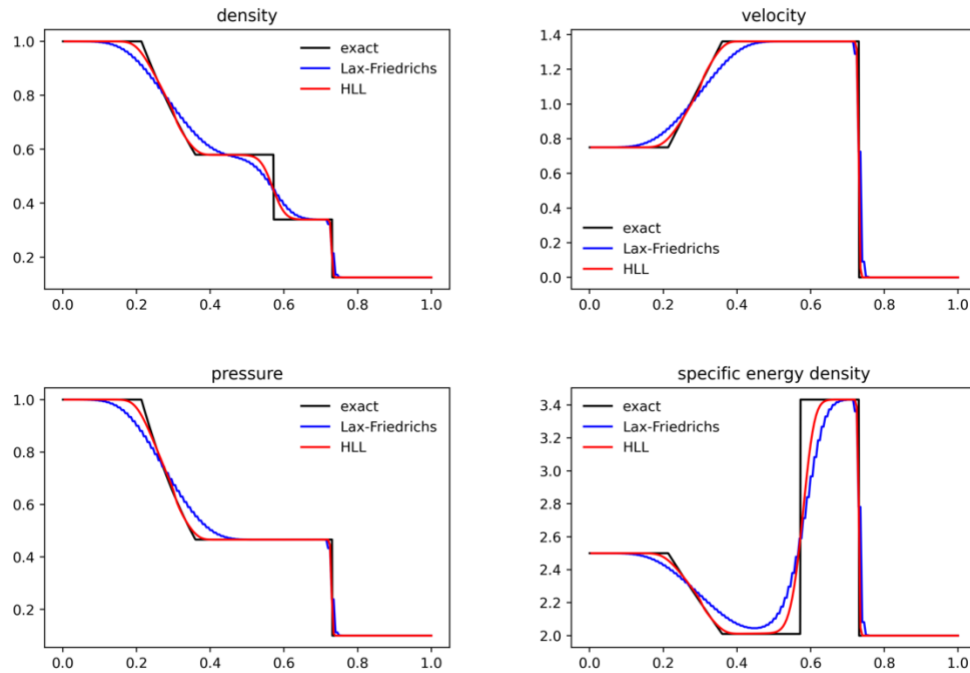 density
1.0
0.8
0.6
0.4
0.2
exact
Lax-Friedrichs
HLL
0.0 0.2 0.4 0.6 0.8 1.0
velocity
1.4
1.2
1.0
0.8
0.6
0.4
0.2
0.0
exact
Lax-Friedrichs
HLL
0.0 0.2 0.4 0.6 0.8 1.0
pressure
1.0
0.8
0.6
0.4
0.2
exact
Lax-Friedrichs
HLL
0.0 0.2 0.4 0.6 0.8 1.0
specific energy density
3.4
3.2
3.0
2.8
2.6
2.4
2.2
2.0
exact
Lax-Friedrichs
HLL
0.0 0.2 0.4 0.6 0.8 1.0